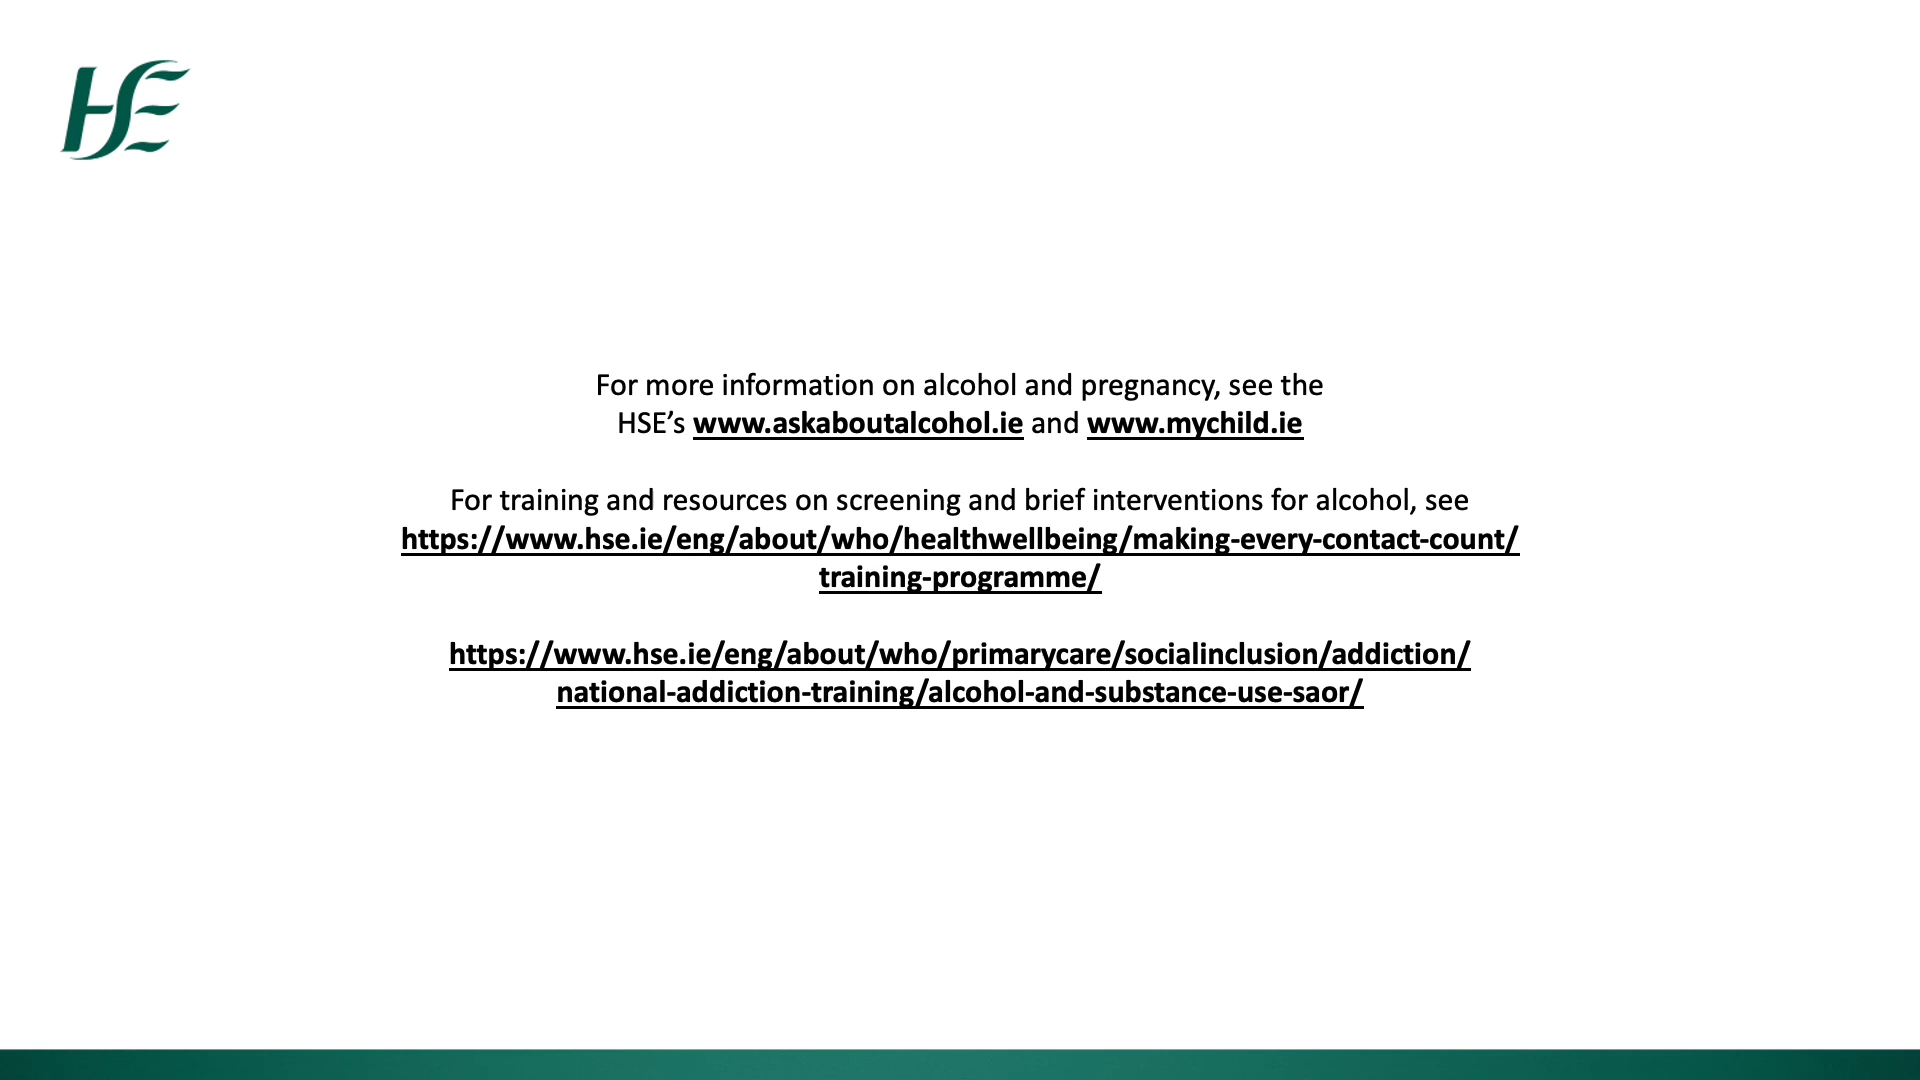 HSE
For more information on alcohol and pregnancy, see the
HSE’s www.askaboutalcohol.ie and www.mychild.ie
For training and resources on screening and brief interventions for alcohol, see
https://www.hse.ie/eng/about/who/healthwellbeing/making-every-contact-count/
training-programme/
https://www.hse.ie/eng/about/who/primarycare/socialinclusion/addiction/
national-addiction-training/alcohol-and-substance-use-saor/